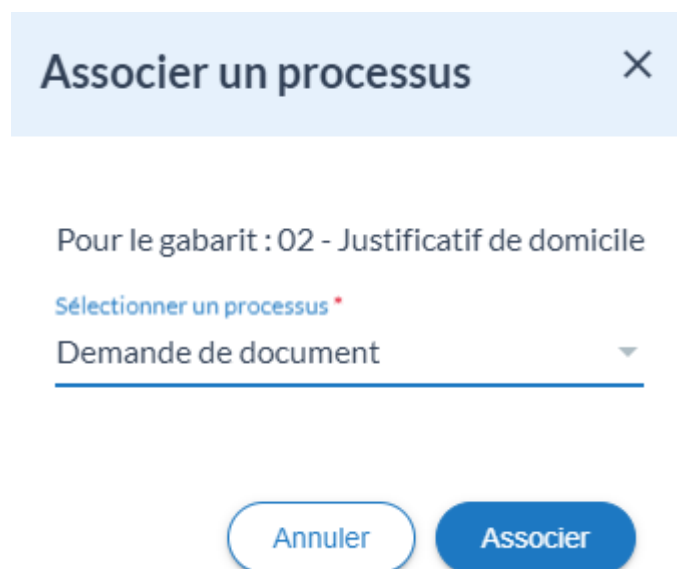 Associer un processus
Pour le gabarit : 02 - Justificatif de domicile
Sélectionner un processus *
Demande de document
Annuler
Associer